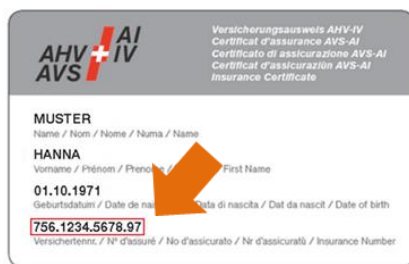 AHV AI
AVS IV
Versicherungsausweis AHV-IV
Certificat d'assurance AVS-AI
Certificato di assicurazione AVS-AI
Certificat d'assicuranza AVS-AI
Insurance Certificate
MUSTER
Name / Nom / Nome / Numa / Name
HANNA
Vorname / Prénom / First Name
01.10.1971
Geburtsdatum / Date de Data di nascita / Dat da nascit / Date of birth
756.1234.5678.97
Versichertennr. / Nº d'assuré / No d'assicurato / Nr d'assicuratü / Insurance Number